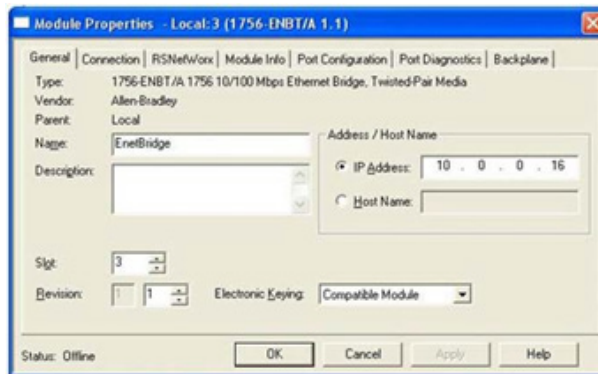 Module Properties - Local:3 (1756-ENBT/A 1.1)
General Connection RSNetWorx Module Info Port Configuration Port Diagnostics Backplane
Type: 1756-ENBT/A 1756 10/100 Mbps Ethernet Bridge, Twisted-Pair Media
Vendor: Allen-Bradley
Parent: Local
Name: EnetBridge
Address / Host Name
IP Address: 10 . 0 . 0 . 16
Description:
Host Name:
Slot: 3
Revision: 1 1 Electronic Keying: Compatible Module
Status: Offline OK Cancel Apply Help